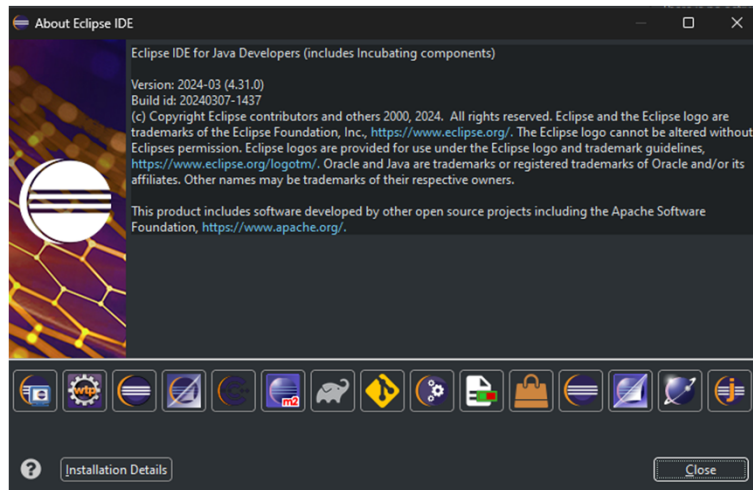 About Eclipse IDE
Eclipse IDE for Java Developers (includes Incubating components)
Version: 2024-03 (4.31.0)
Build id: 20240307-1437
(c) Copyright Eclipse contributors and others 2000, 2024.  All rights reserved. Eclipse and the Eclipse logo are
trademarks of the Eclipse Foundation, Inc., https://www.eclipse.org/. The Eclipse logo cannot be altered without
Eclipses permission. Eclipse logos are provided for use under the Eclipse logo and trademark guidelines,
https://www.eclipse.org/logotm/. Oracle and Java are trademarks or registered trademarks of Oracle and/or its
affiliates. Other names may be trademarks of their respective owners.
This product includes software developed by other open source projects including the Apache Software
Foundation, https://www.apache.org/.
wtp
m2
j
?
Installation Details
Close